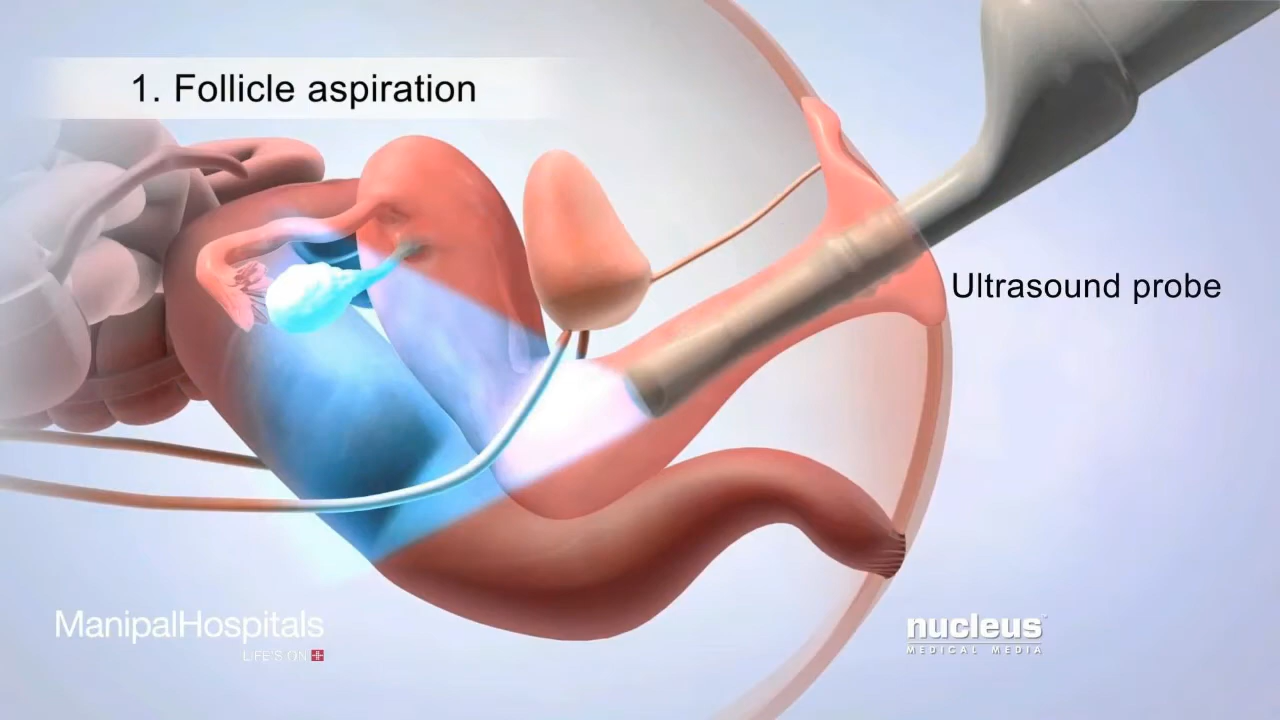 1. Follicle aspiration
Ultrasound probe
ManipalHospitals
LIFE'S ON
nucleus
MEDICAL MEDIA